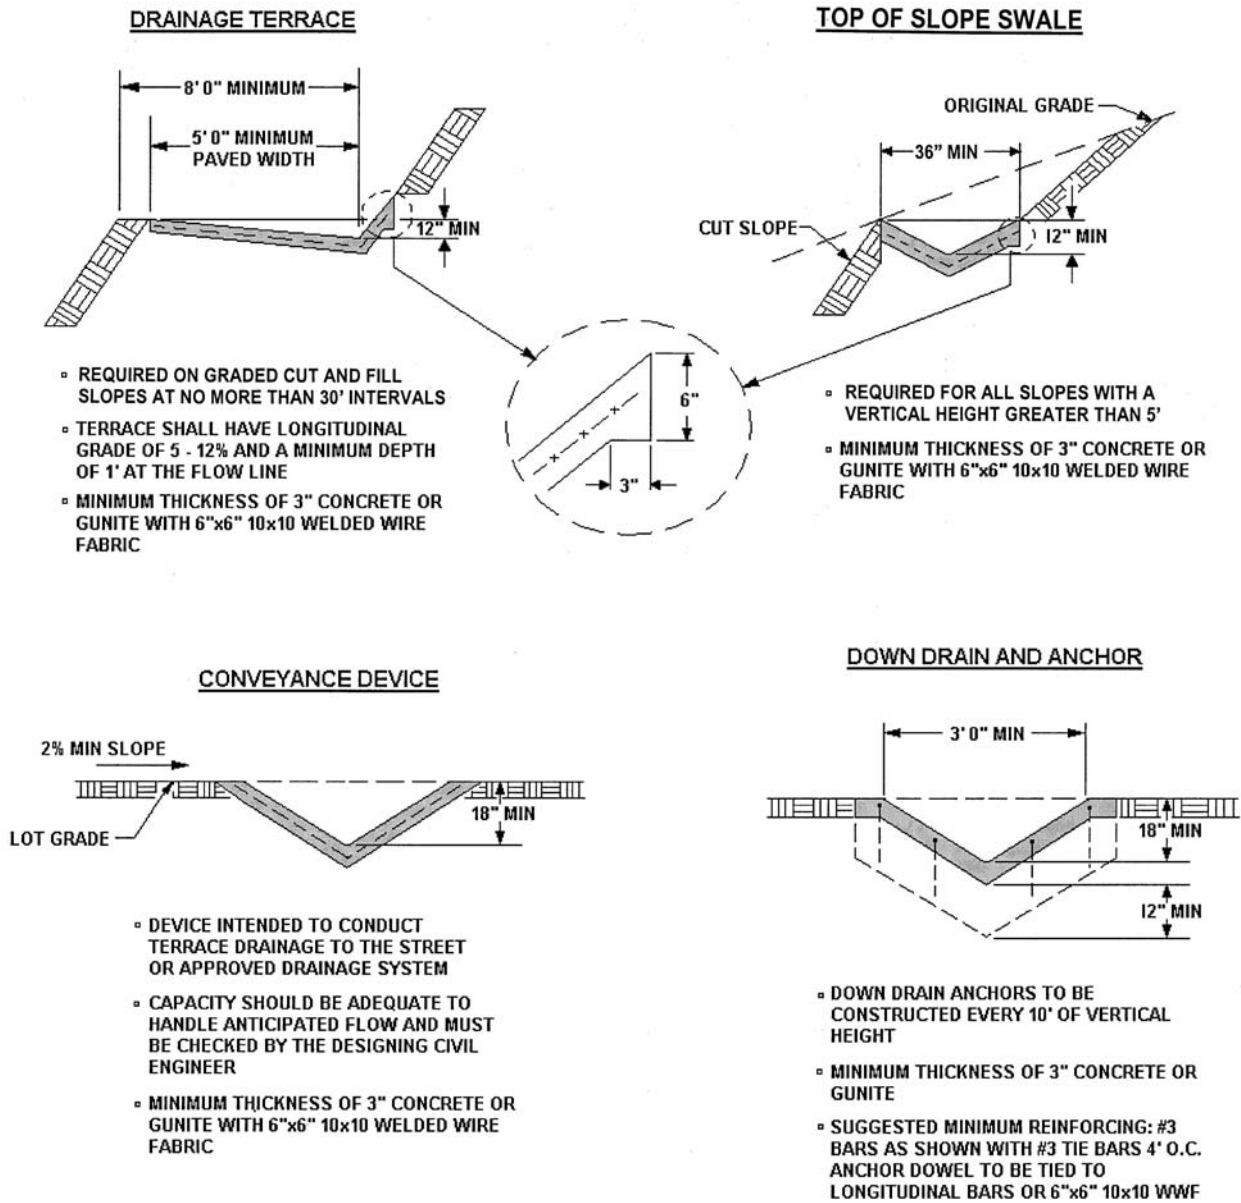 DRAINAGE TERRACE
8' 0" MINIMUM
5' 0" MINIMUM
PAVED WIDTH
12" MIN
▫ REQUIRED ON GRADED CUT AND FILL
SLOPES AT NO MORE THAN 30' INTERVALS
▫ TERRACE SHALL HAVE LONGITUDINAL
GRADE OF 5 - 12% AND A MINIMUM DEPTH
OF 1' AT THE FLOW LINE
▫ MINIMUM THICKNESS OF 3" CONCRETE OR
GUNITE WITH 6"x6" 10x10 WELDED WIRE
FABRIC
6"
3"
TOP OF SLOPE SWALE
ORIGINAL GRADE
36" MIN
CUT SLOPE
12" MIN
▫ REQUIRED FOR ALL SLOPES WITH A
VERTICAL HEIGHT GREATER THAN 5'
▫ MINIMUM THICKNESS OF 3" CONCRETE OR
GUNITE WITH 6"x6" 10x10 WELDED WIRE
FABRIC
CONVEYANCE DEVICE
2% MIN SLOPE
18" MIN
LOT GRADE
▫ DEVICE INTENDED TO CONDUCT
TERRACE DRAINAGE TO THE STREET
OR APPROVED DRAINAGE SYSTEM
▫ CAPACITY SHOULD BE ADEQUATE TO
HANDLE ANTICIPATED FLOW AND MUST
BE CHECKED BY THE DESIGNING CIVIL
ENGINEER
▫ MINIMUM THICKNESS OF 3" CONCRETE OR
GUNITE WITH 6"x6" 10x10 WELDED WIRE
FABRIC
DOWN DRAIN AND ANCHOR
3' 0" MIN
18" MIN
12" MIN
▫ DOWN DRAIN ANCHORS TO BE
CONSTRUCTED EVERY 10' OF VERTICAL
HEIGHT
▫ MINIMUM THICKNESS OF 3" CONCRETE OR
GUNITE
▫ SUGGESTED MINIMUM REINFORCING: #3
BARS AS SHOWN WITH #3 TIE BARS 4' O.C.
ANCHOR DOWEL TO BE TIED TO
LONGITUDINAL BARS OR 6"x6" 10x10 WWF